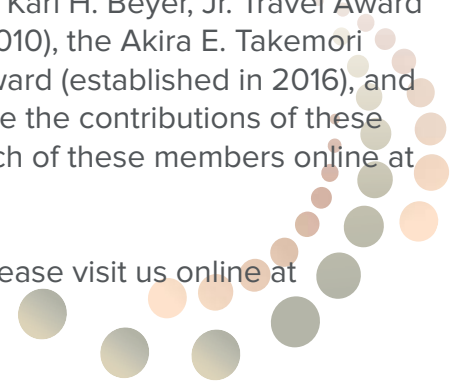 Karl H. Beyer, Jr. Travel Award
010), the Akira E. Takemori
vard (established in 2016), and
e the contributions of these
ch of these members online at
ease visit us online at